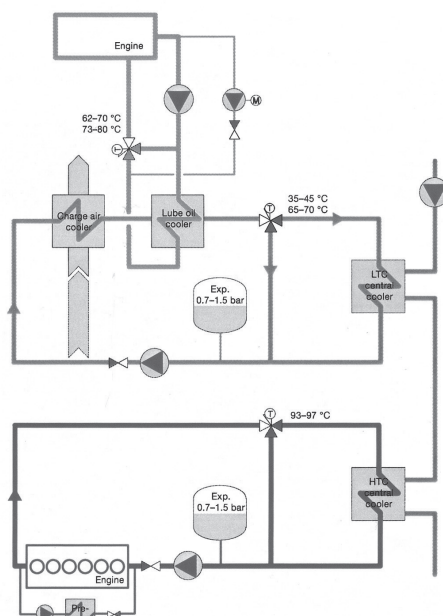 Engine
M
62–70 °C
73–80 °C
T
T
35–45 °C
65–70 °C
Charge air
cooler
Lube oil
cooler
LTC
central
cooler
Exp.
0.7–1.5 bar
T
93–97 °C
HTC
central
cooler
Exp.
0.7–1.5 bar
Engine
Pre-